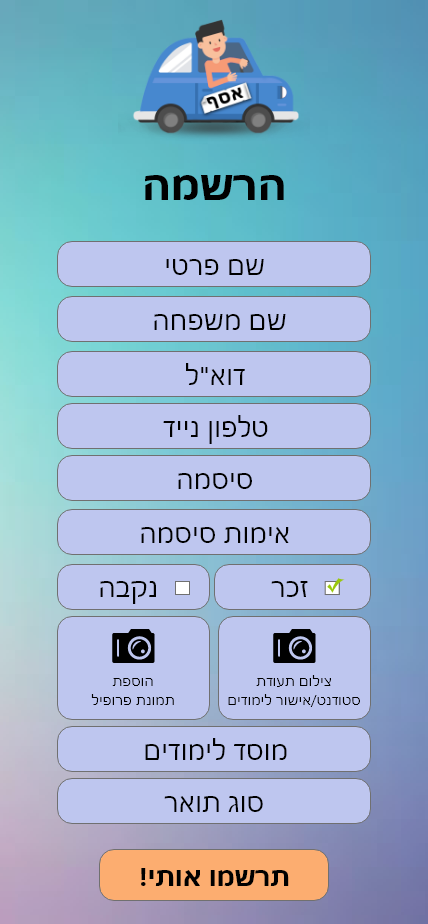 אסף
הרשמה
שם פרטי
שם משפחה
דוא"ל
טלפון נייד
סיסמה
אימות סיסמה
זכר
נקבה
צילום תעודת
סטודנט/אישור לימודים
הוספת
תמונת פרופיל
מוסד לימודים
סוג תואר
תרשמו אותי!